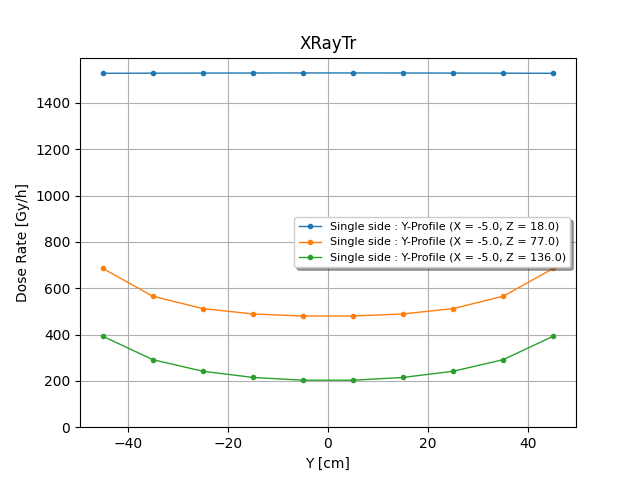 XRayTr
Dose Rate [Gy/h]
1400
1200
1000
800
600
400
200
0
Single side : Y-Profile (X = -5.0, Z = 18.0)
Single side : Y-Profile (X = -5.0, Z = 77.0)
Single side : Y-Profile (X = -5.0, Z = 136.0)
−40 −20 0 20 40
Y [cm]